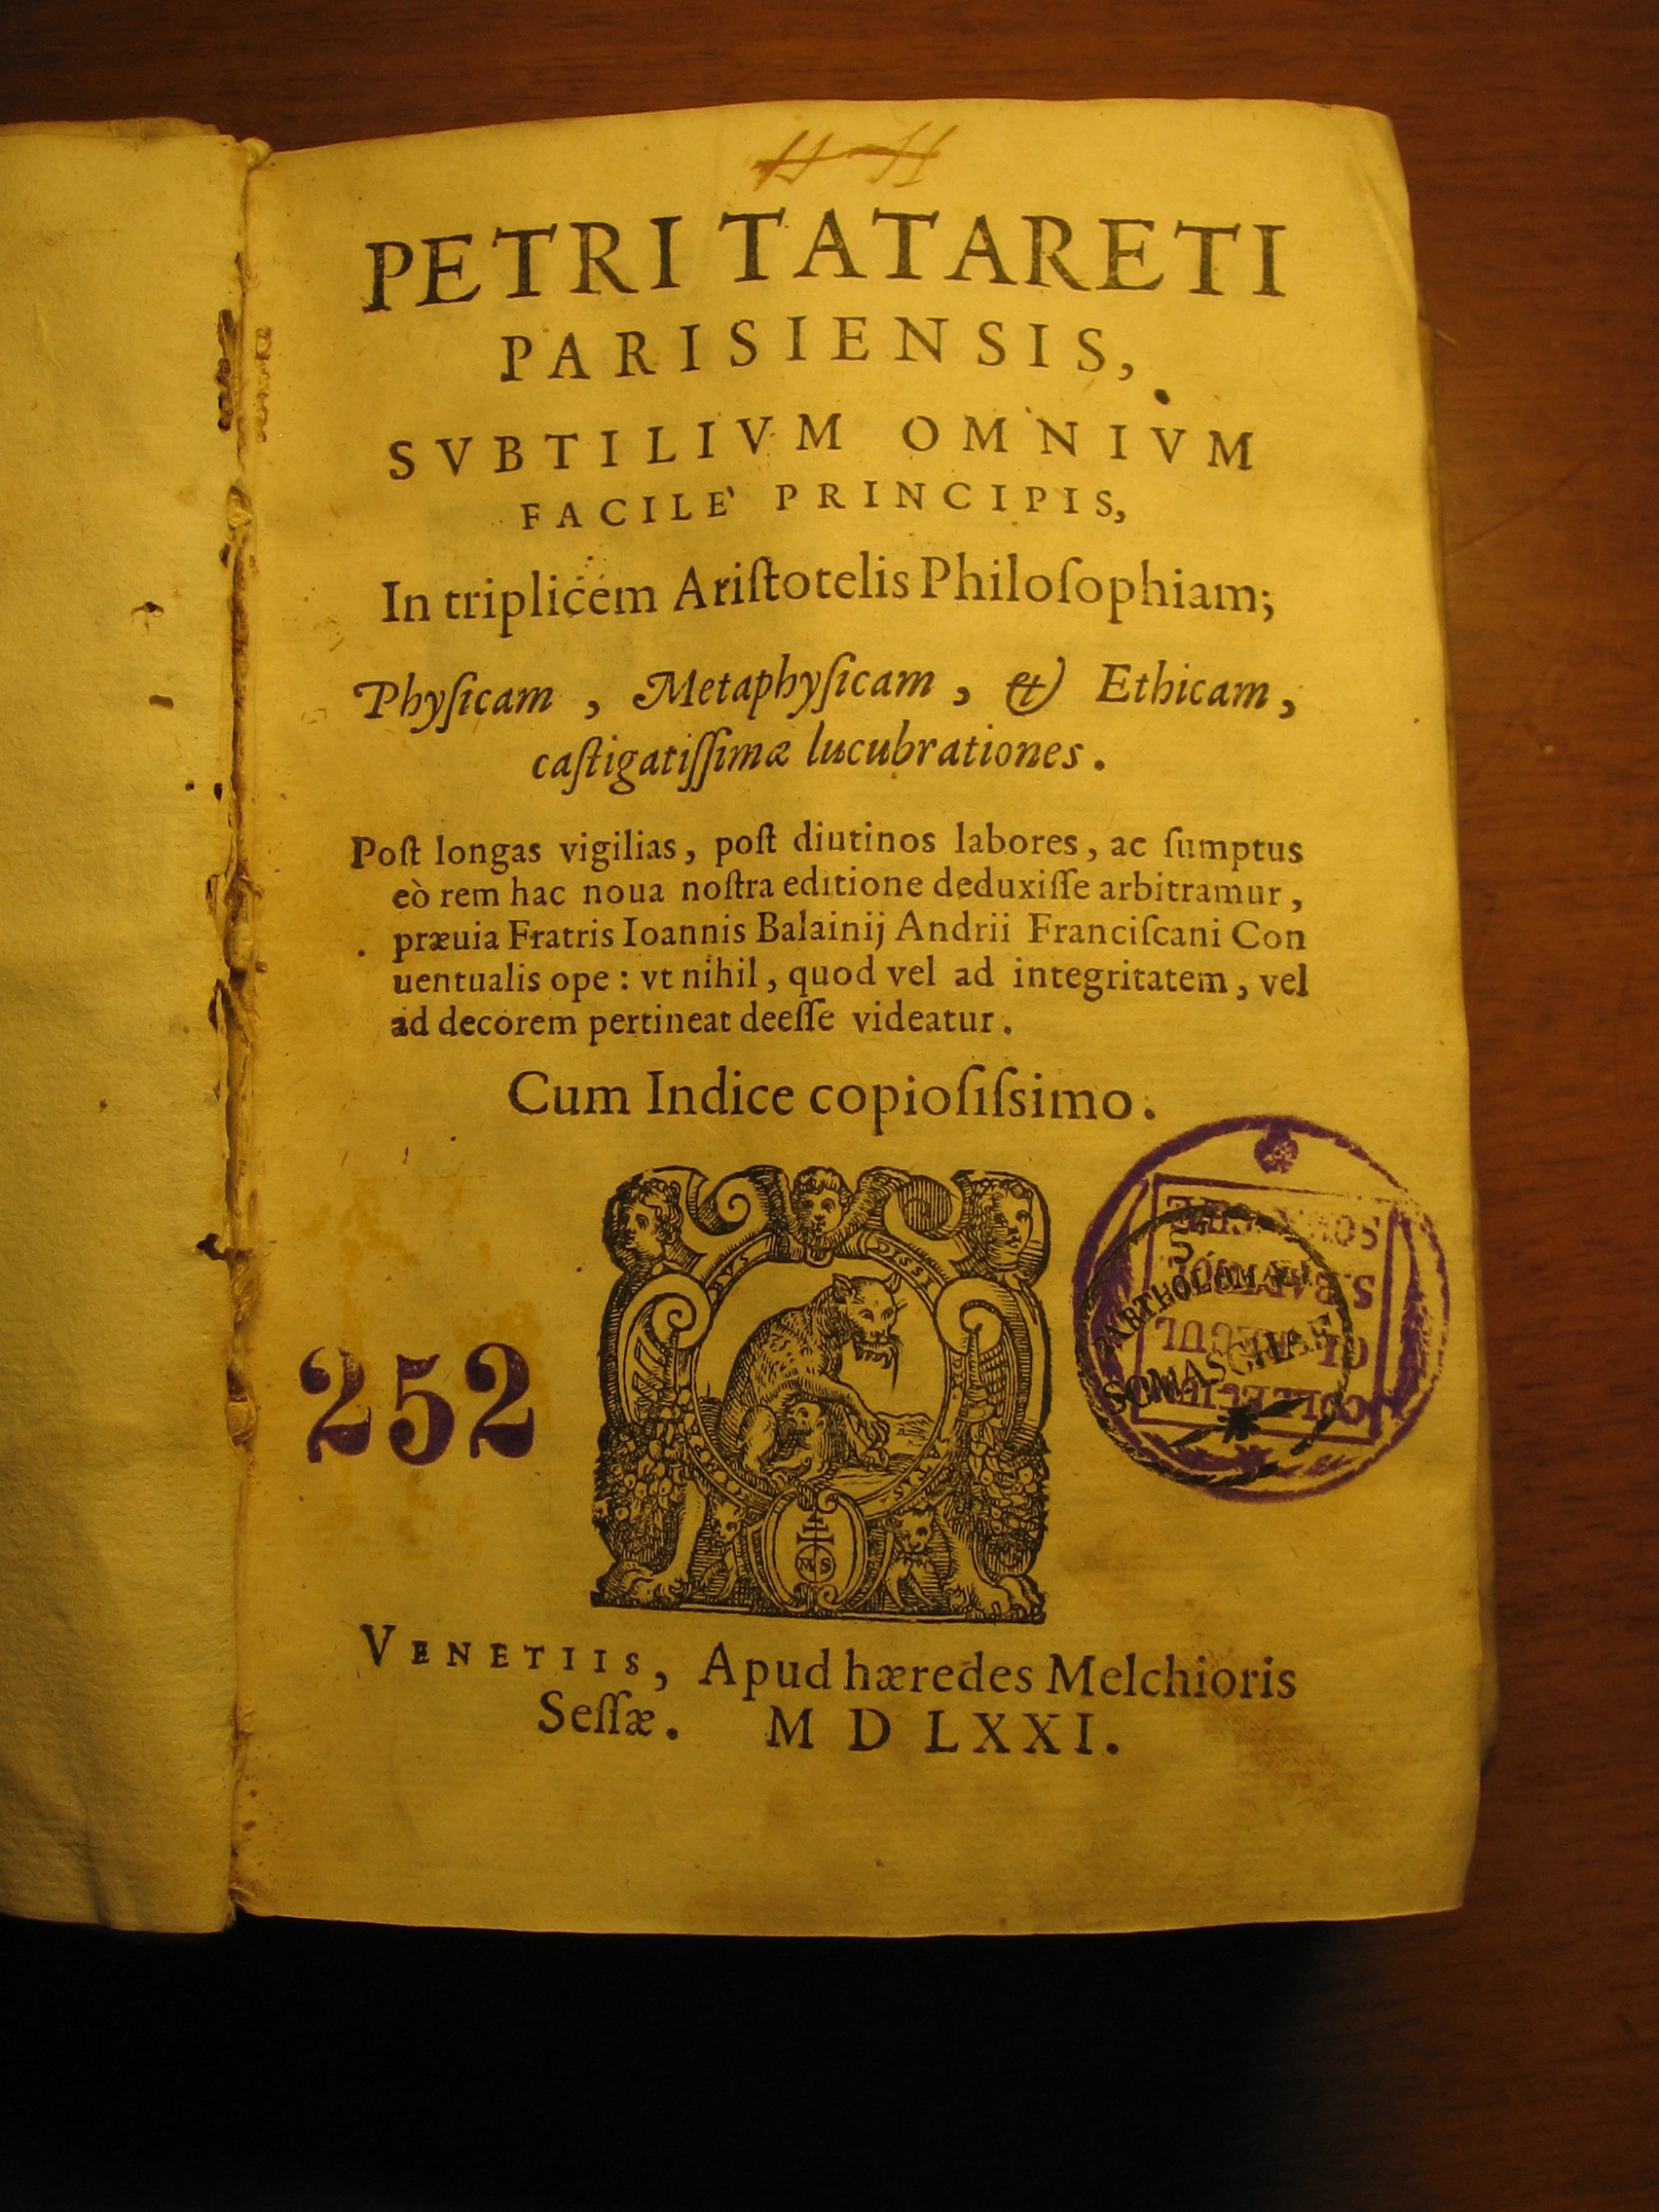 PETRI TATARETI
PARISIENSIS,
SVBTILIVM OMNIVM
FACILE' PRINCIPIS,
In triplicem Ariſtotelis Philoſophiam;
Phyſicam , Metaphyſicam , & Ethicam ,
caſtigatiſſimæ lucubrationes .
Poſt longas vigilias , poſt diutinos labores , ac ſumptus
eò rem hac noua noſtra editione deduxiſſe arbitramur ,
præuia Fratris Ioannis Balainij Andrii Franciſcani Con
uentualis ope : vt nihil , quod vel ad integritatem , vel
ad decorem pertineat deeſſe videatur .
Cum Indice copioſiſsimo .
DISSI
S
BARTHOLOMÆI
SOMASCHAE
252
M S
VENETIIS, Apud hæredes Melchioris
Seſſæ . M D LXXI .